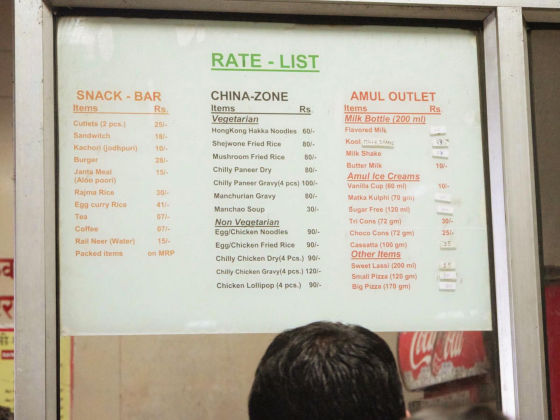 RATE - LIST
SNACK - BAR
Items Rs.
Cutlets (2 pcs.) 25/-
Sandwitch 18/-
Kachori (jodhpuri) 10/-
Burger 28/-
Janta Meal 15/-
(Aloo poori)
Rajma Rice 30/-
Egg curry Rice 41/-
Tea 07/-
Coffee 07/-
Rail Neer (Water) 15/-
Packed items on MRP
CHINA-ZONE
Items Rs.
Vegetarian
HongKong Hakka Noodles 60/-
Shejwone Fried Rice 80/-
Mushroom Fried Rice 80/-
Chilly Paneer Dry 80/-
Chilly Paneer Gravy(4 pcs) 100/-
Manchurian Gravy 80/-
Manchao Soup 30/-
Non Vegetarian
Egg/Chicken Noodles 90/-
Egg/Chicken Fried Rice 90/-
Chilly Chicken Dry(4 Pcs.) 90/-
Chilly Chicken Gravy(4 pcs.) 120/-
Chicken Lollipop (4 pcs.) 90/-
AMUL OUTLET
Items Rs.
Milk Bottle (200 ml)
Flavored Milk
Kool
Milk Shake
Butter Milk 10/-
Amul Ice Creams
Vanilla Cup (80 ml) 10/-
Matka Kulphi (70 gm)
Sugar Free (120 ml)
Tri Cons (72 gm) 30/-
Choco Cons (72 gm) 25/-
Cassatta (100 gm)
Other Items
Sweet Lassi (200 ml)
Small Pizza (120 gm)
Big Pizza (170 gm)
Coca-Cola